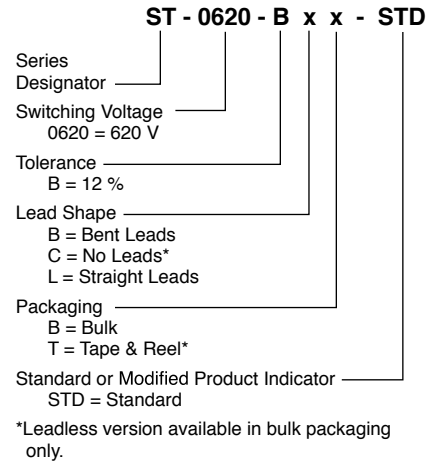 ST - 0620 - B x x - STD
Series
Designator
Switching Voltage
0620 = 620 V
Tolerance
B = 12 %
Lead Shape
B = Bent Leads
C = No Leads*
L = Straight Leads
Packaging
B = Bulk
T = Tape & Reel*
Standard or Modified Product Indicator
STD = Standard
*Leadless version available in bulk packaging
only.